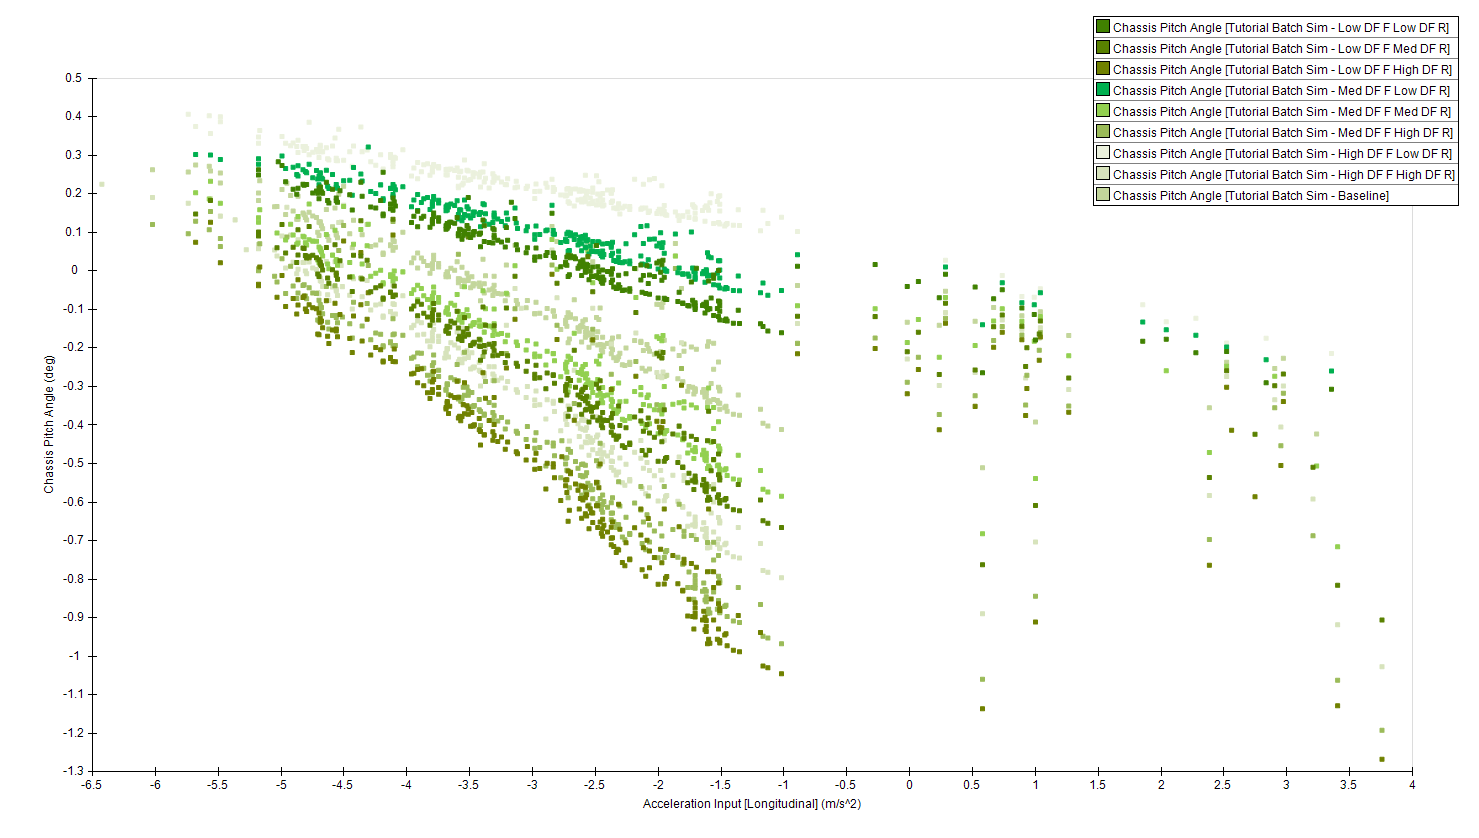 Chassis Pitch Angle [Tutorial Batch Sim - Low DF F Low DF R]
Chassis Pitch Angle [Tutorial Batch Sim - Low DF F Med DF R]
Chassis Pitch Angle [Tutorial Batch Sim - Low DF F High DF R]
Chassis Pitch Angle [Tutorial Batch Sim - Med DF F Low DF R]
Chassis Pitch Angle [Tutorial Batch Sim - Med DF F Med DF R]
Chassis Pitch Angle [Tutorial Batch Sim - Med DF F High DF R]
Chassis Pitch Angle [Tutorial Batch Sim - High DF F Low DF R]
Chassis Pitch Angle [Tutorial Batch Sim - High DF F High DF R]
Chassis Pitch Angle [Tutorial Batch Sim - Baseline]
Chassis Pitch Angle (deg)
0.5
0.4
0.3
0.2
0.1
0
-0.1
-0.2
-0.3
-0.4
-0.5
-0.6
-0.7
-0.8
-0.9
-1
-1.1
-1.2
-1.3
-6.5 -6 -5.5 -5 -4.5 -4 -3.5 -3 -2.5 -2 -1.5 -1 -0.5 0 0.5 1 1.5 2 2.5 3 3.5 4
Acceleration Input [Longitudinal] (m/s^2)